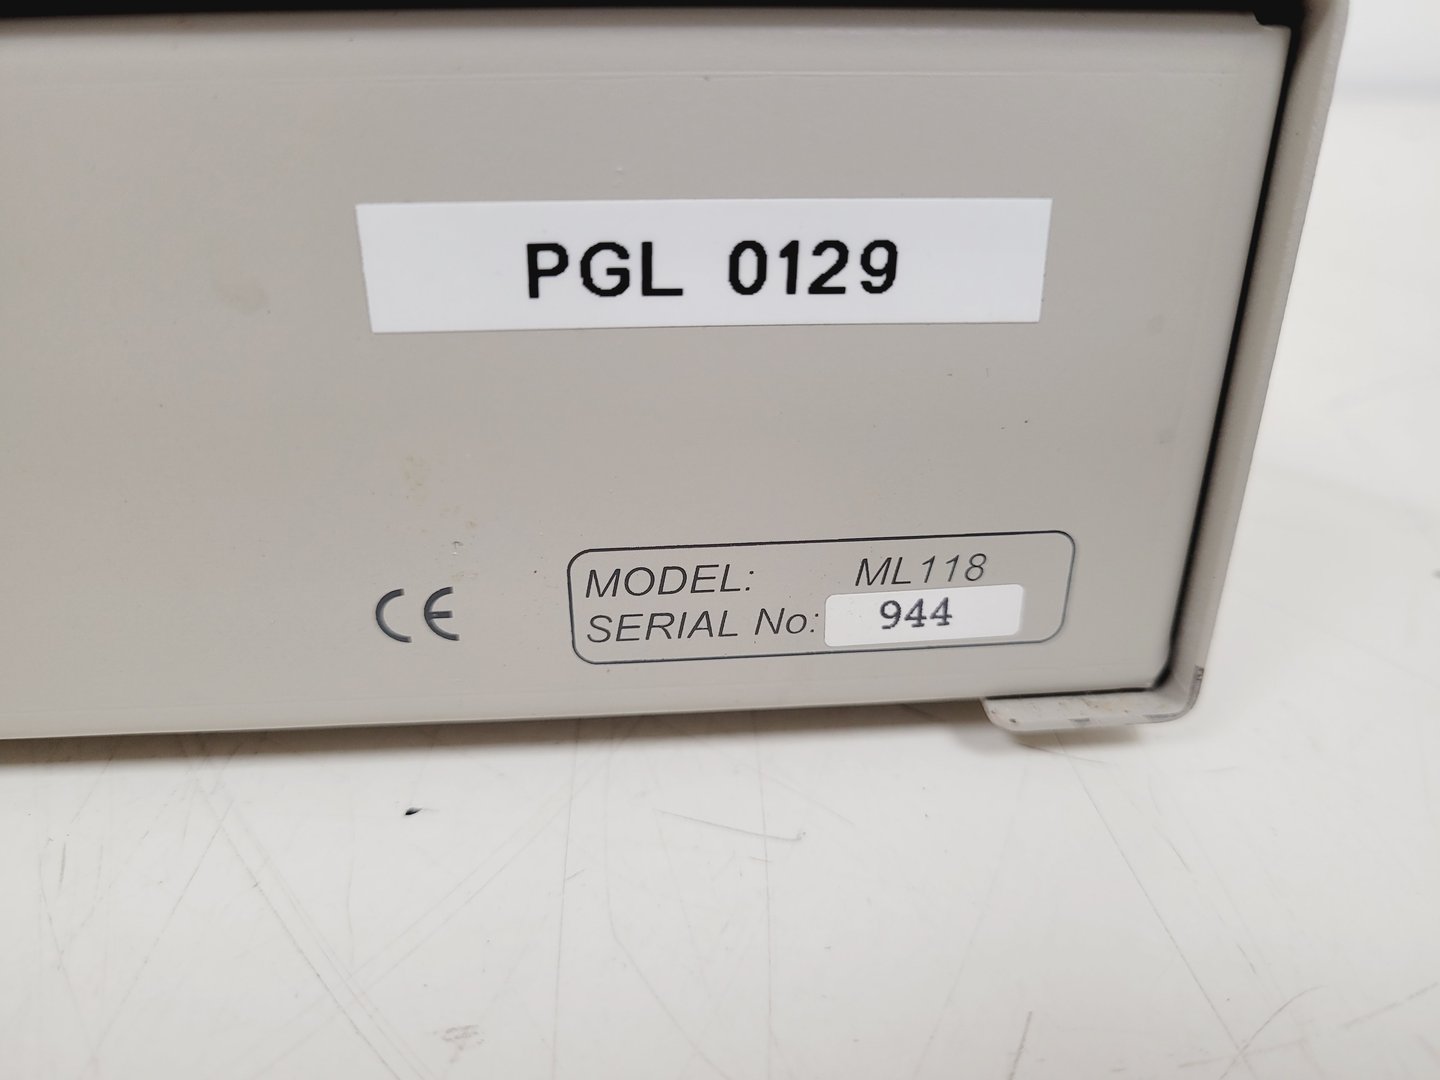 PGL 0129
CE
MODEL: ML118
SERIAL No: 944